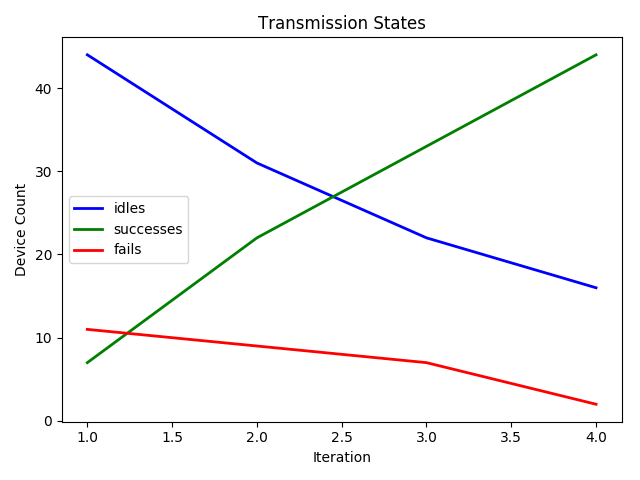 Transmission States
Device Count
40
30
20
10
0
idles
successes
fails
1.0 1.5 2.0 2.5 3.0 3.5 4.0
Iteration